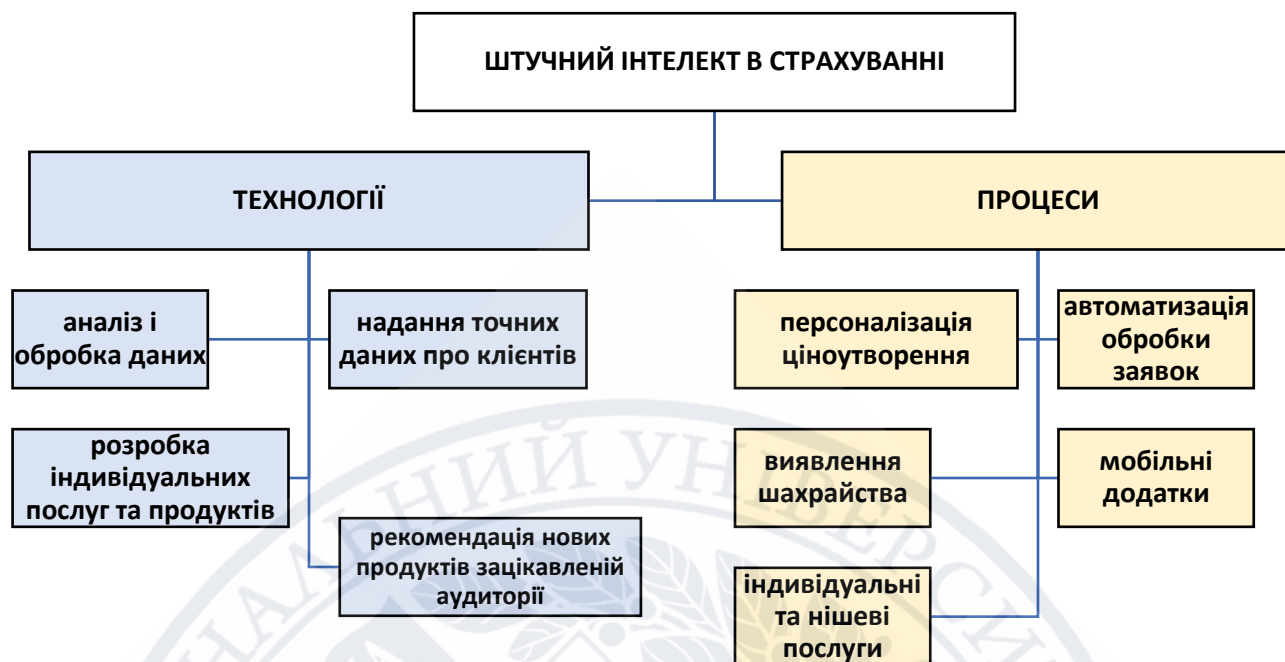 ШТУЧНИЙ ІНТЕЛЕКТ В СТРАХУВАННІ
ТЕХНОЛОГІЇ
ПРОЦЕСИ
аналіз і
обробка даних
надання точних
даних про клієнтів
персоналізація
ціноутворення
автоматизація
обробки
заявок
розробка
індивідуальних
послуг та продуктів
виявлення
шахрайства
мобільні
додатки
рекомендація нових
продуктів зацікавленій
аудиторії
індивідуальні
та нішеві
послуги